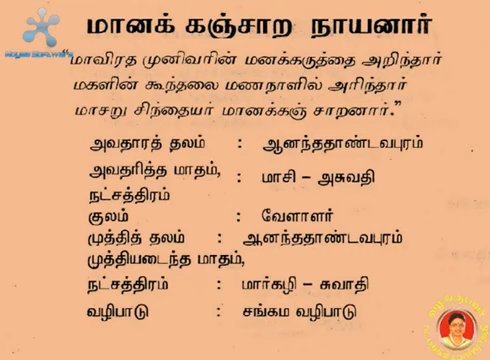 மானக் கஞ்சாற நாயனார்
"மாவிரத முனிவரின் மனக்கருத்தை அறிந்தார்
மகளின் கூந்தலை மணநாளில் அரிந்தார்
மாசறு சிந்தையர் மானக்கஞ் சாறனார்."
அவதாரத் தலம் : ஆனந்ததாண்டவபுரம்
அவதரித்த மாதம்,
நட்சத்திரம் : மாசி – அசுவதி
குலம் : வேளாளர்
முத்தித் தலம் : ஆனந்ததாண்டவபுரம்
முத்தியடைந்த மாதம்,
நட்சத்திரம் : மார்கழி – சுவாதி
வழிபாடு : சங்கம வழிபாடு